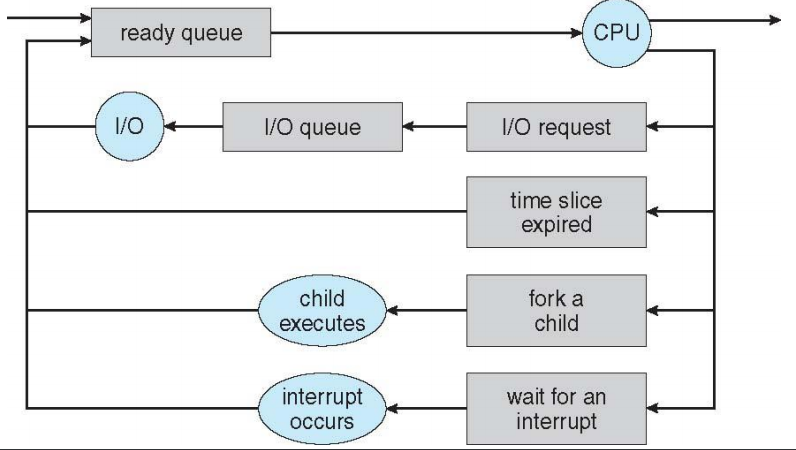 ready queue
CPU
I/O
I/O queue
I/O request
time slice
expired
child
executes
fork a
child
interrupt
occurs
wait for an
interrupt